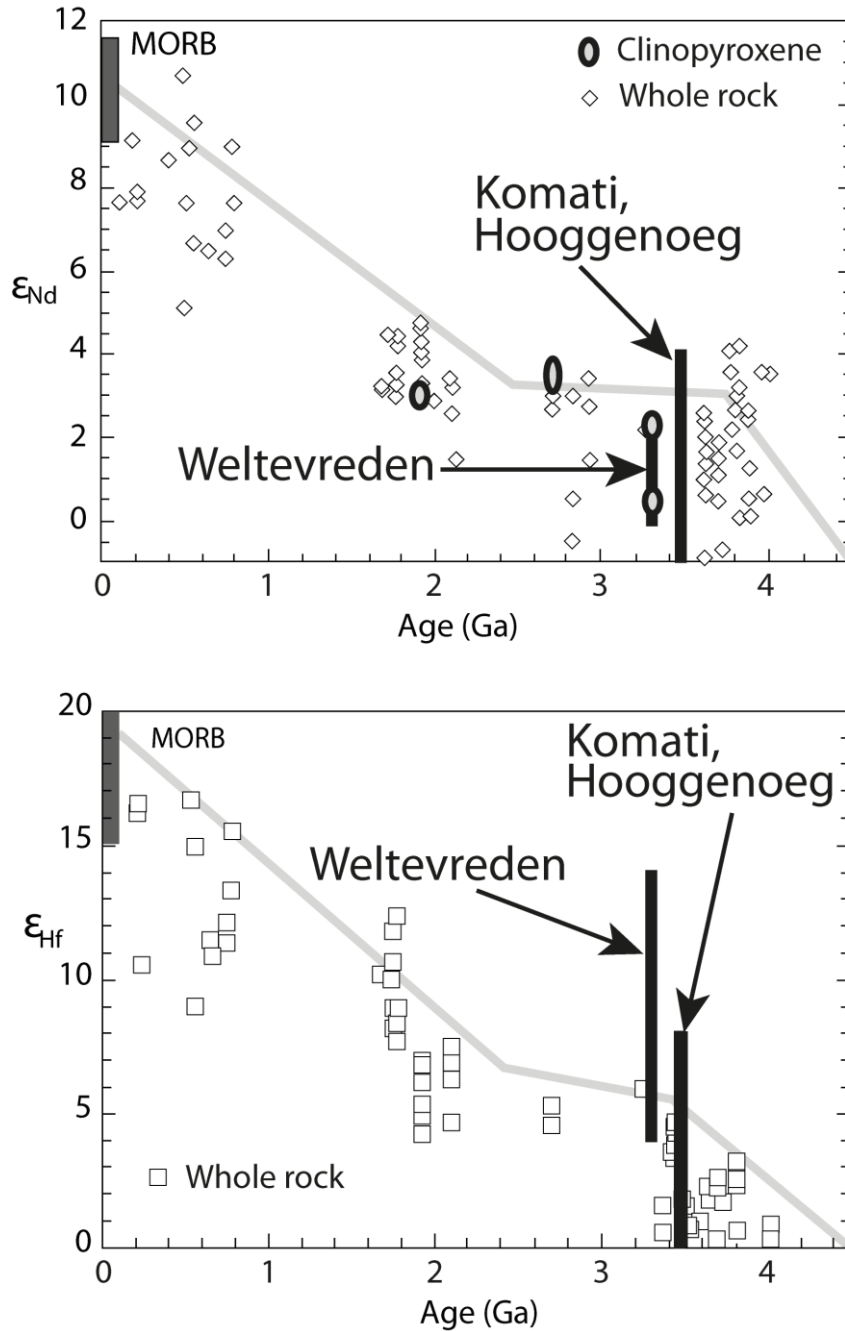 12
MORB
Clinopyroxene
Whole rock
10
8
Komati,
Hooggenoeg
6
εNd
4
2
Weltevreden
0
0 1 2 3 4
Age (Ga)
20
MORB
Komati,
Hooggenoeg
15
Weltevreden
εHf
10
5
Whole rock
0
0 1 2 3 4
Age (Ga)